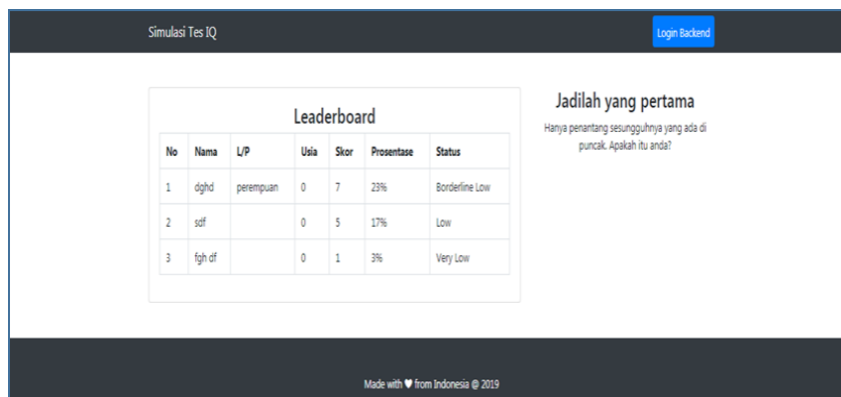 Simulasi Tes IQ
Login Backend
Leaderboard
No Nama L/P Usia Skor Prosentase Status
1 dghd perempuan 0 7 23% Borderline Low
2 sdf 0 5 17% Low
3 fgh df 0 1 3% Very Low
Jadilah yang pertama
Hanya penantang sesungguhnya yang ada di
puncak. Apakah itu anda?
Made with ♥ from Indonesia @ 2019